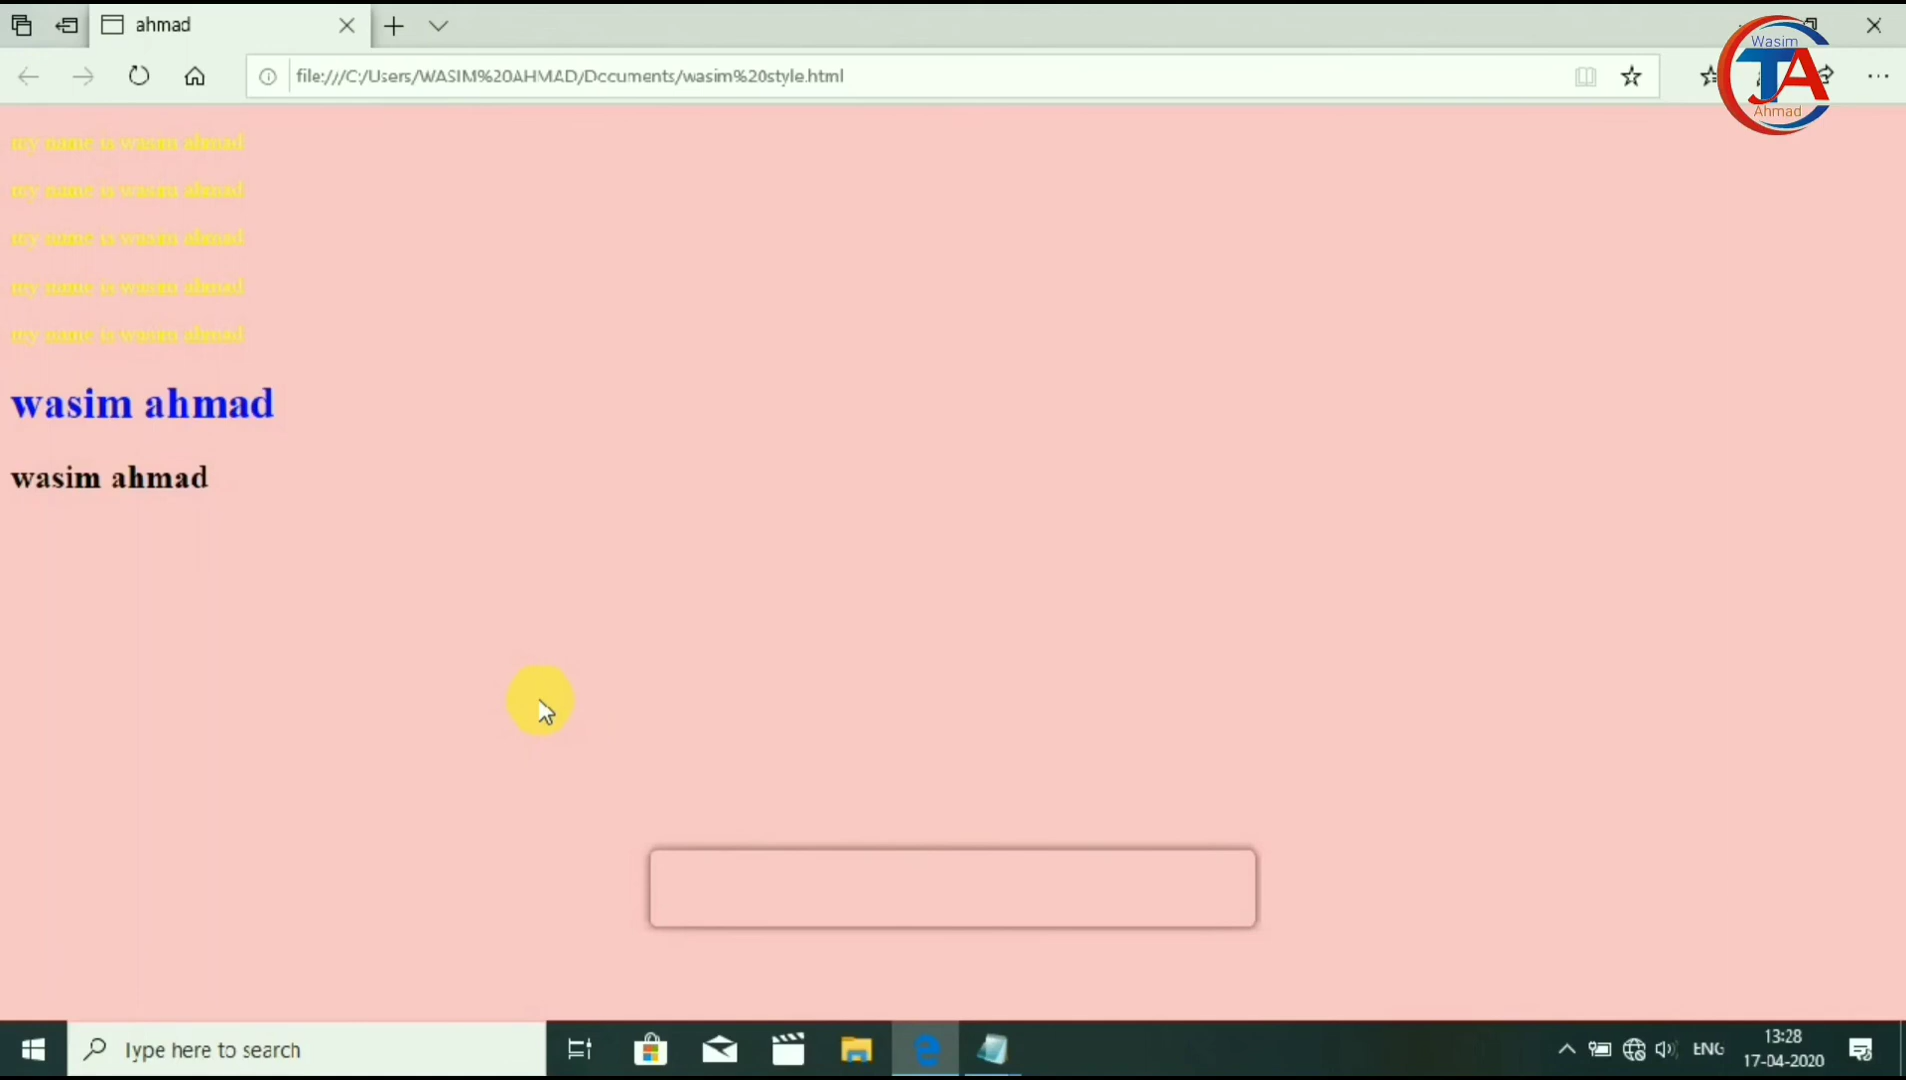 ahmad
file:///C:/Users/WASIM%20AHMAD/Documents/wasim%20style.html
Wasim
TA
Ahmad
my name is wasim ahmad
my name is wasim ahmad
my name is wasim ahmad
my name is wasim ahmad
my name is wasim ahmad
wasim ahmad
wasim ahmad
Type here to search
ENG
13:28
17-04-2020